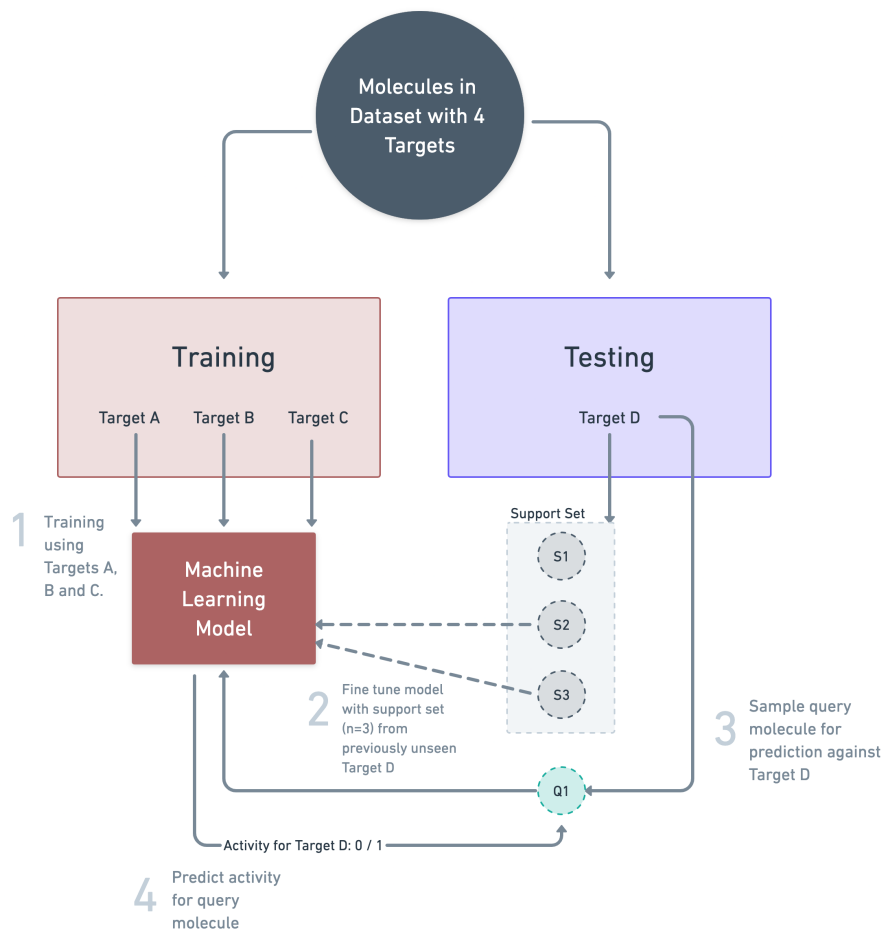 Molecules in
Dataset with 4
Targets
Training
Target A
Target B
Target C
Testing
Target D
1
Training
using
Targets A,
B and C.
Machine
Learning
Model
Support Set
S1
S2
S3
2
Fine tune model
with support set
(n=3) from
previously unseen
Target D
3
Sample query
molecule for
prediction against
Target D
Q1
Activity for Target D: 0 / 1
4
Predict activity
for query
molecule